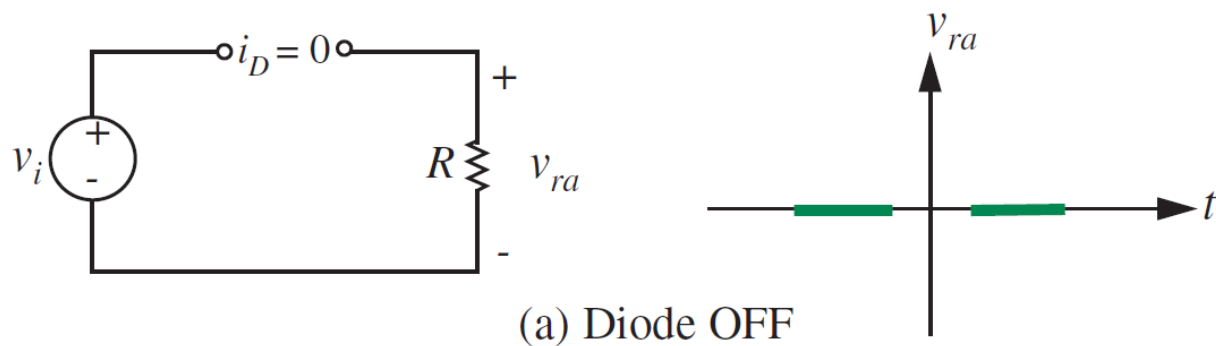 i_D = 0
v_ra
+
+
v_i
-
R
v_ra
t
-
(a) Diode OFF